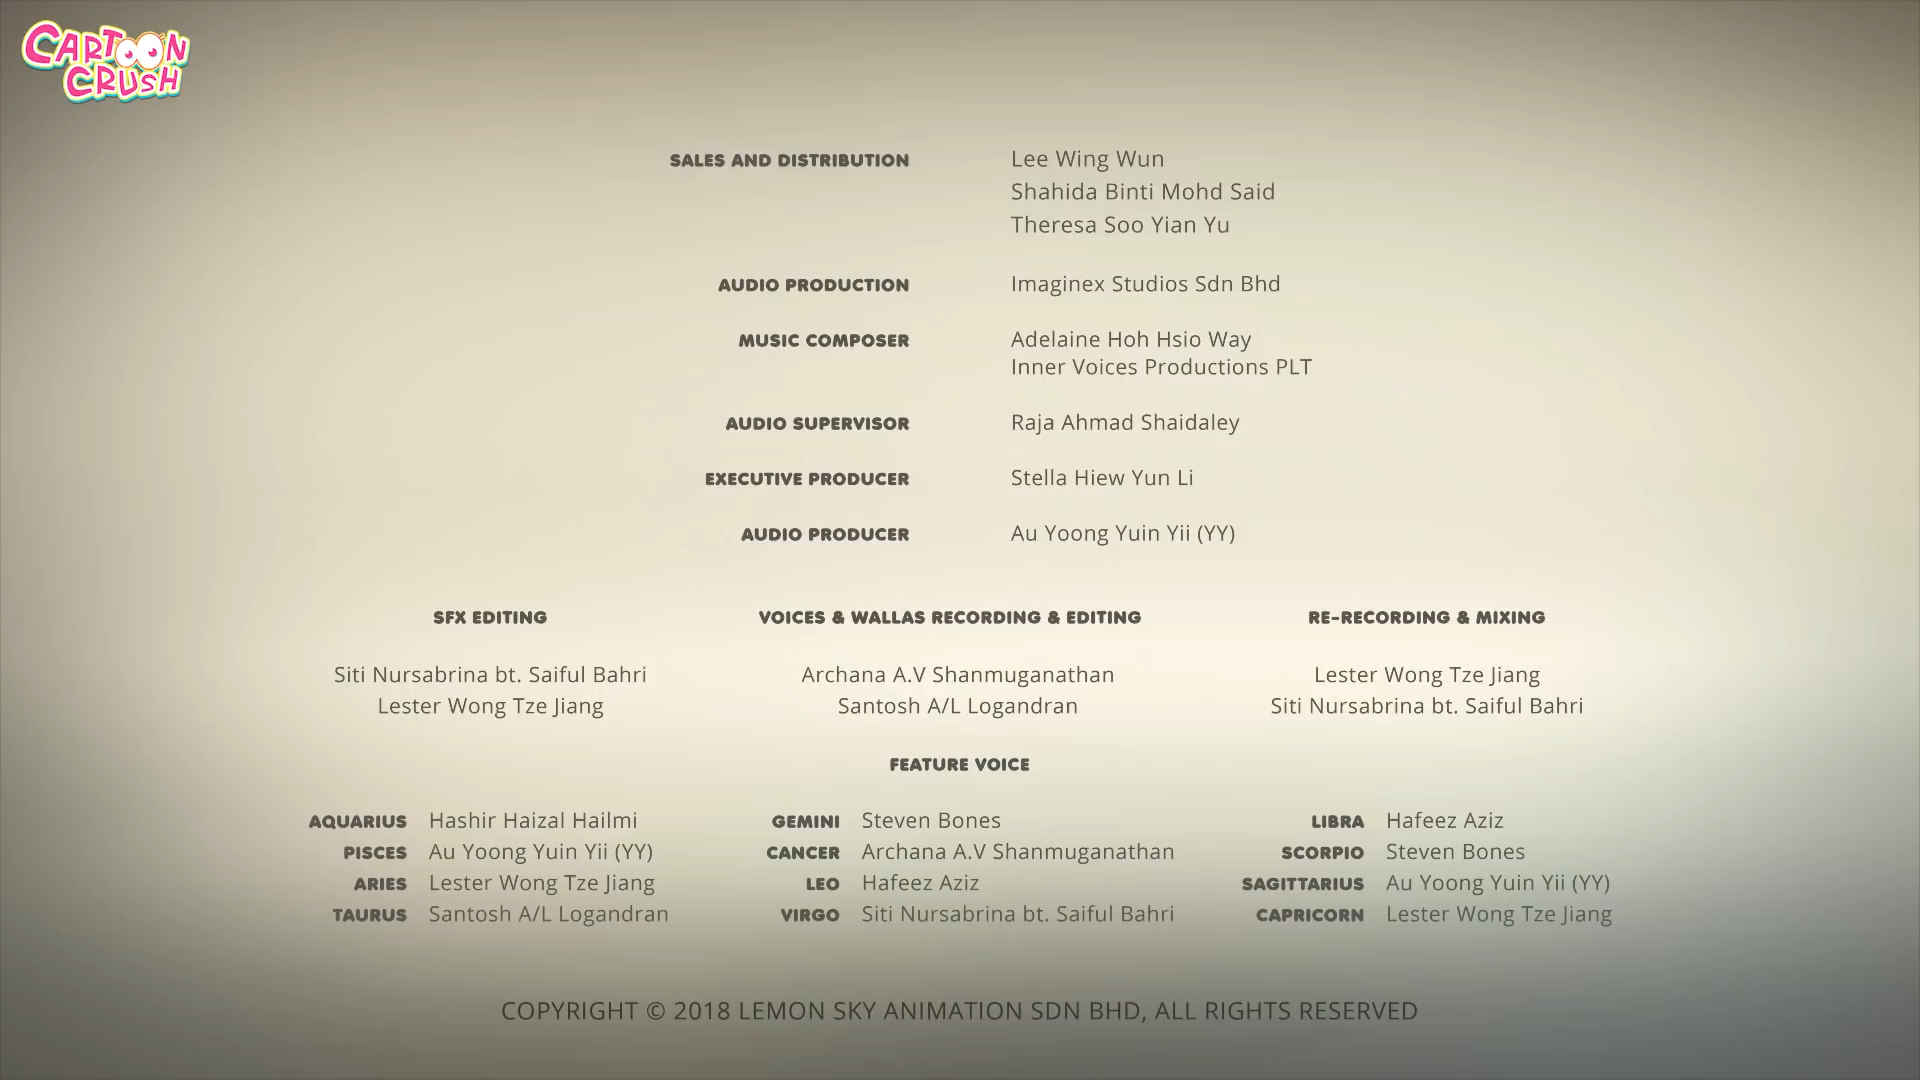 CARTOON
CRUSH
SALES AND DISTRIBUTION Lee Wing Wun
Shahida Binti Mohd Said
Theresa Soo Yian Yu
AUDIO PRODUCTION Imaginex Studios Sdn Bhd
MUSIC COMPOSER Adelaine Hoh Hsio Way
Inner Voices Productions PLT
AUDIO SUPERVISOR Raja Ahmad Shaidaley
EXECUTIVE PRODUCER Stella Hiew Yun Li
AUDIO PRODUCER Au Yoong Yuin Yii (YY)
SFX EDITING
Siti Nursabrina bt. Saiful Bahri
Lester Wong Tze Jiang
VOICES & WALLAS RECORDING & EDITING
Archana A.V Shanmuganathan
Santosh A/L Logandran
RE-RECORDING & MIXING
Lester Wong Tze Jiang
Siti Nursabrina bt. Saiful Bahri
FEATURE VOICE
AQUARIUS Hashir Haizal Hailmi
PISCES Au Yoong Yuin Yii (YY)
ARIES Lester Wong Tze Jiang
TAURUS Santosh A/L Logandran
GEMINI Steven Bones
CANCER Archana A.V Shanmuganathan
LEO Hafeez Aziz
VIRGO Siti Nursabrina bt. Saiful Bahri
LIBRA Hafeez Aziz
SCORPIO Steven Bones
SAGITTARIUS Au Yoong Yuin Yii (YY)
CAPRICORN Lester Wong Tze Jiang
COPYRIGHT © 2018 LEMON SKY ANIMATION SDN BHD, ALL RIGHTS RESERVED